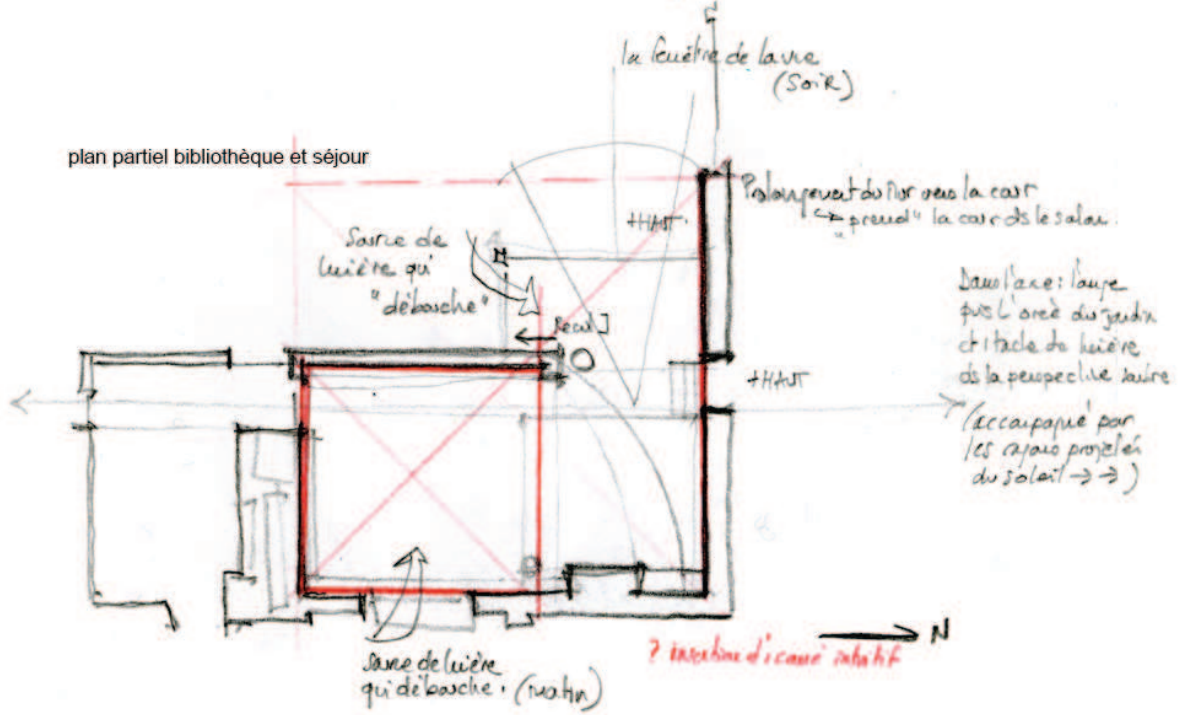 la fenêtre de la vie
(SOIR)
plan partiel bibliothèque et séjour
Prolongement du mur vers la cour
↪ "prend" la cour ds le salon.
+HAUT
Source de
lumière qui
"débouche"
Recul
Dans l'axe : l'ange
puis l'orée du jardin
et 1 tache de lumière
ds la perspective
+HAUT
(accompagné par
les rayons projetés
du soleil → →)
N
? insertion d'1 carré intuitif
source de lumière
qui débouche. (matin)